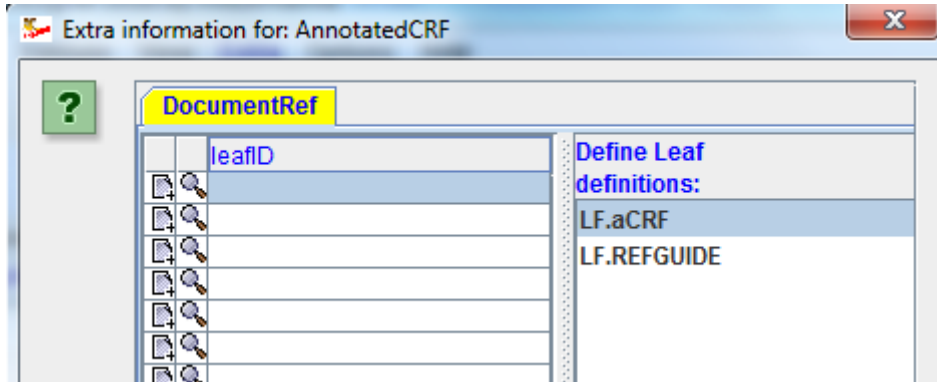 Extra information for: AnnotatedCRF
x
?
DocumentRef
leafID
Define Leaf
definitions:
LF.aCRF
LF.REFGUIDE